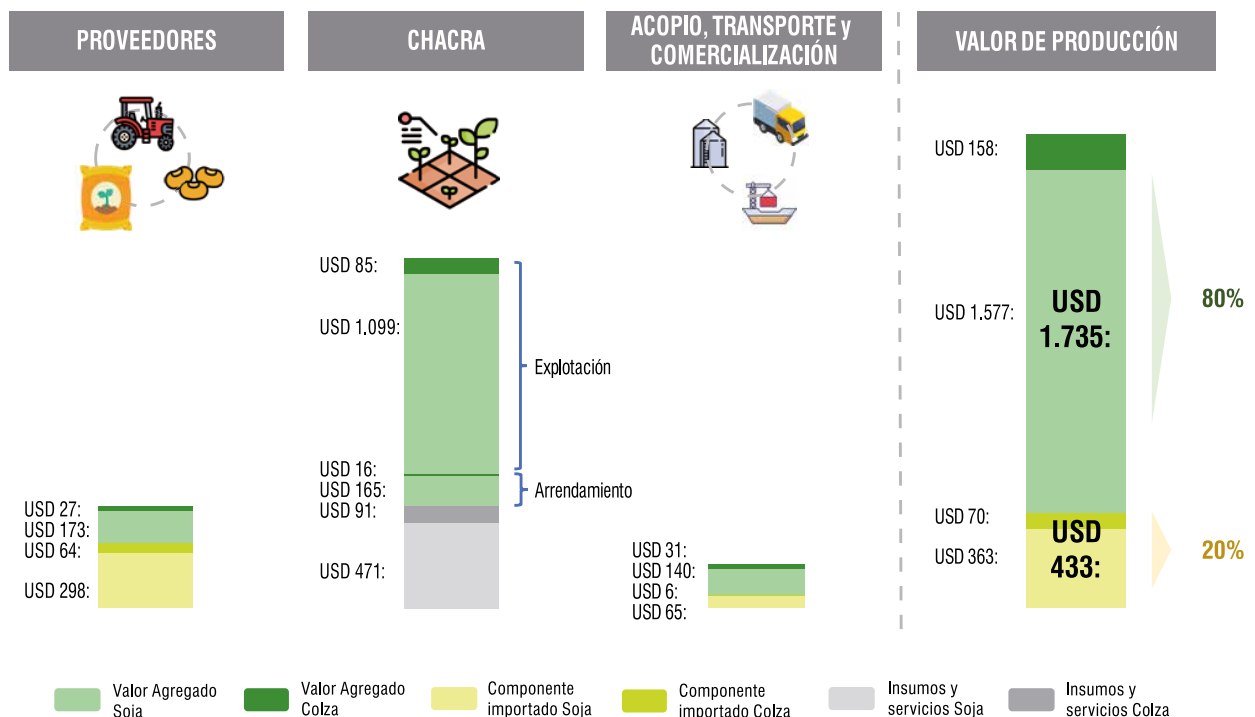 PROVEEDORES
CHACRA
ACOPIO, TRANSPORTE y
COMERCIALIZACIÓN
VALOR DE PRODUCCIÓN
USD 27:
USD 173:
USD 64:
USD 298:
USD 85:
USD 1.099:
USD 16:
USD 165:
USD 91:
USD 471:
Explotación
Arrendamiento
USD 31:
USD 140:
USD 6:
USD 65:
USD 158:
USD 1.577:
USD 70:
USD 363:
USD
1.735:
USD
433:
80%
20%
Valor Agregado
Soja
Valor Agregado
Colza
Componente
importado Soja
Componente
importado Colza
Insumos y
servicios Soja
Insumos y
servicios Colza